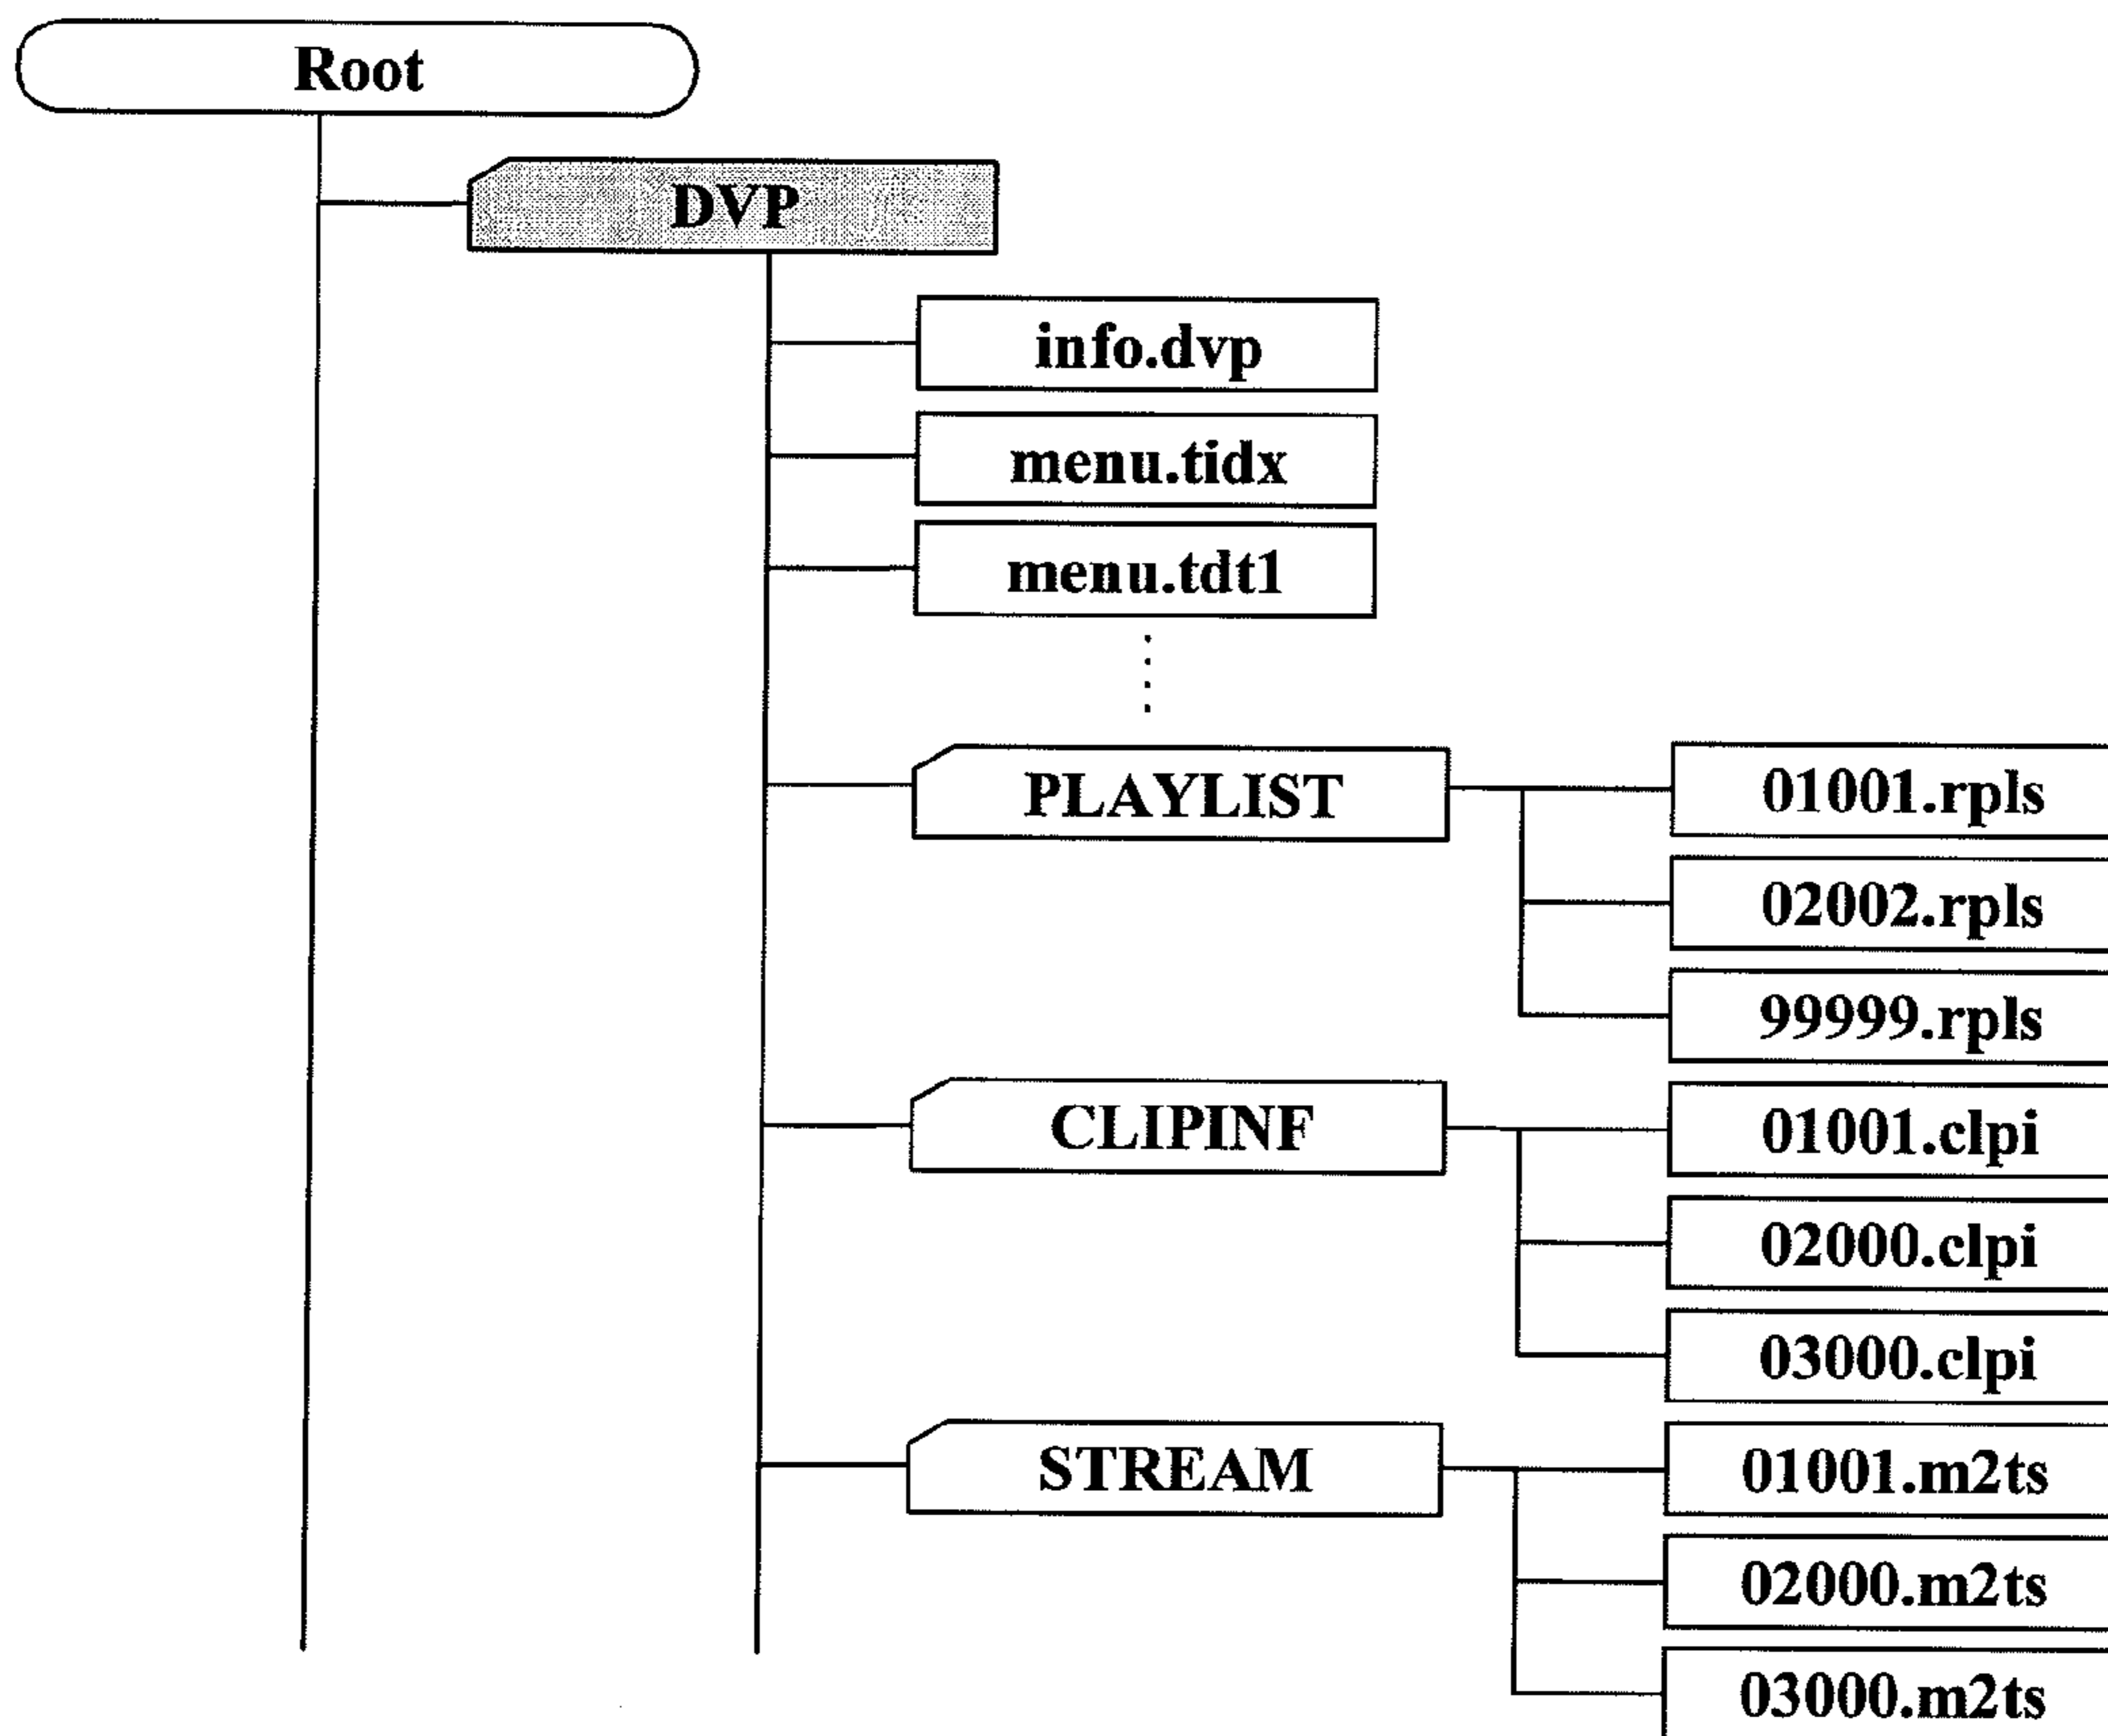 Root
DVP
info.dvp
menu.tidx
menu.tdt1
PLAYLIST
01001.rpls
02002.rpls
99999.rpls
CLIPINF
01001.clpi
02000.clpi
03000.clpi
STREAM
01001.m2ts
02000.m2ts
03000.m2ts